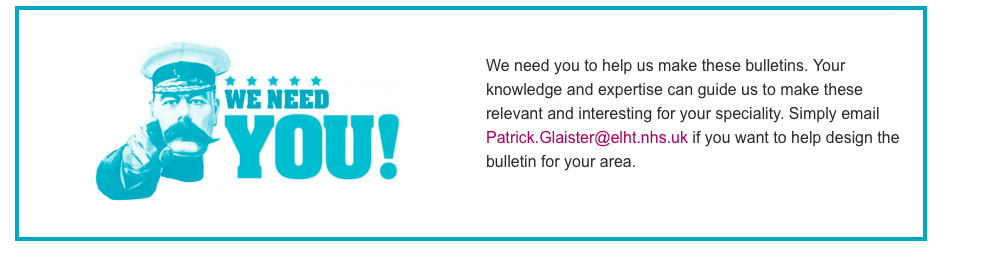 WE NEED
YOU!
We need you to help us make these bulletins. Your
knowledge and expertise can guide us to make these
relevant and interesting for your speciality. Simply email
Patrick.Glaister@elht.nhs.uk if you want to help design the
bulletin for your area.